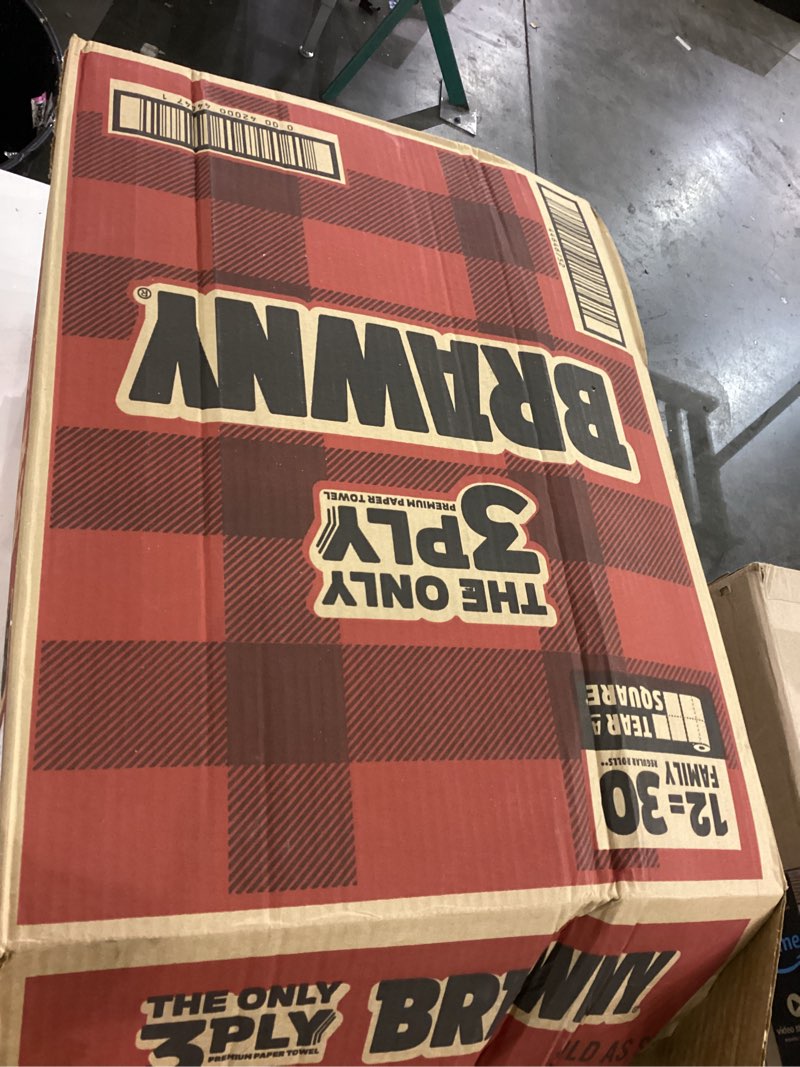 BRAWNY®
THE ONLY
3PLY
PREMIUM PAPER TOWEL
12=30
FAMILY REGULAR ROLLS**
TEAR A
SQUARE
THE ONLY
3PLY
PREMIUM PAPER TOWEL
BRAWNY